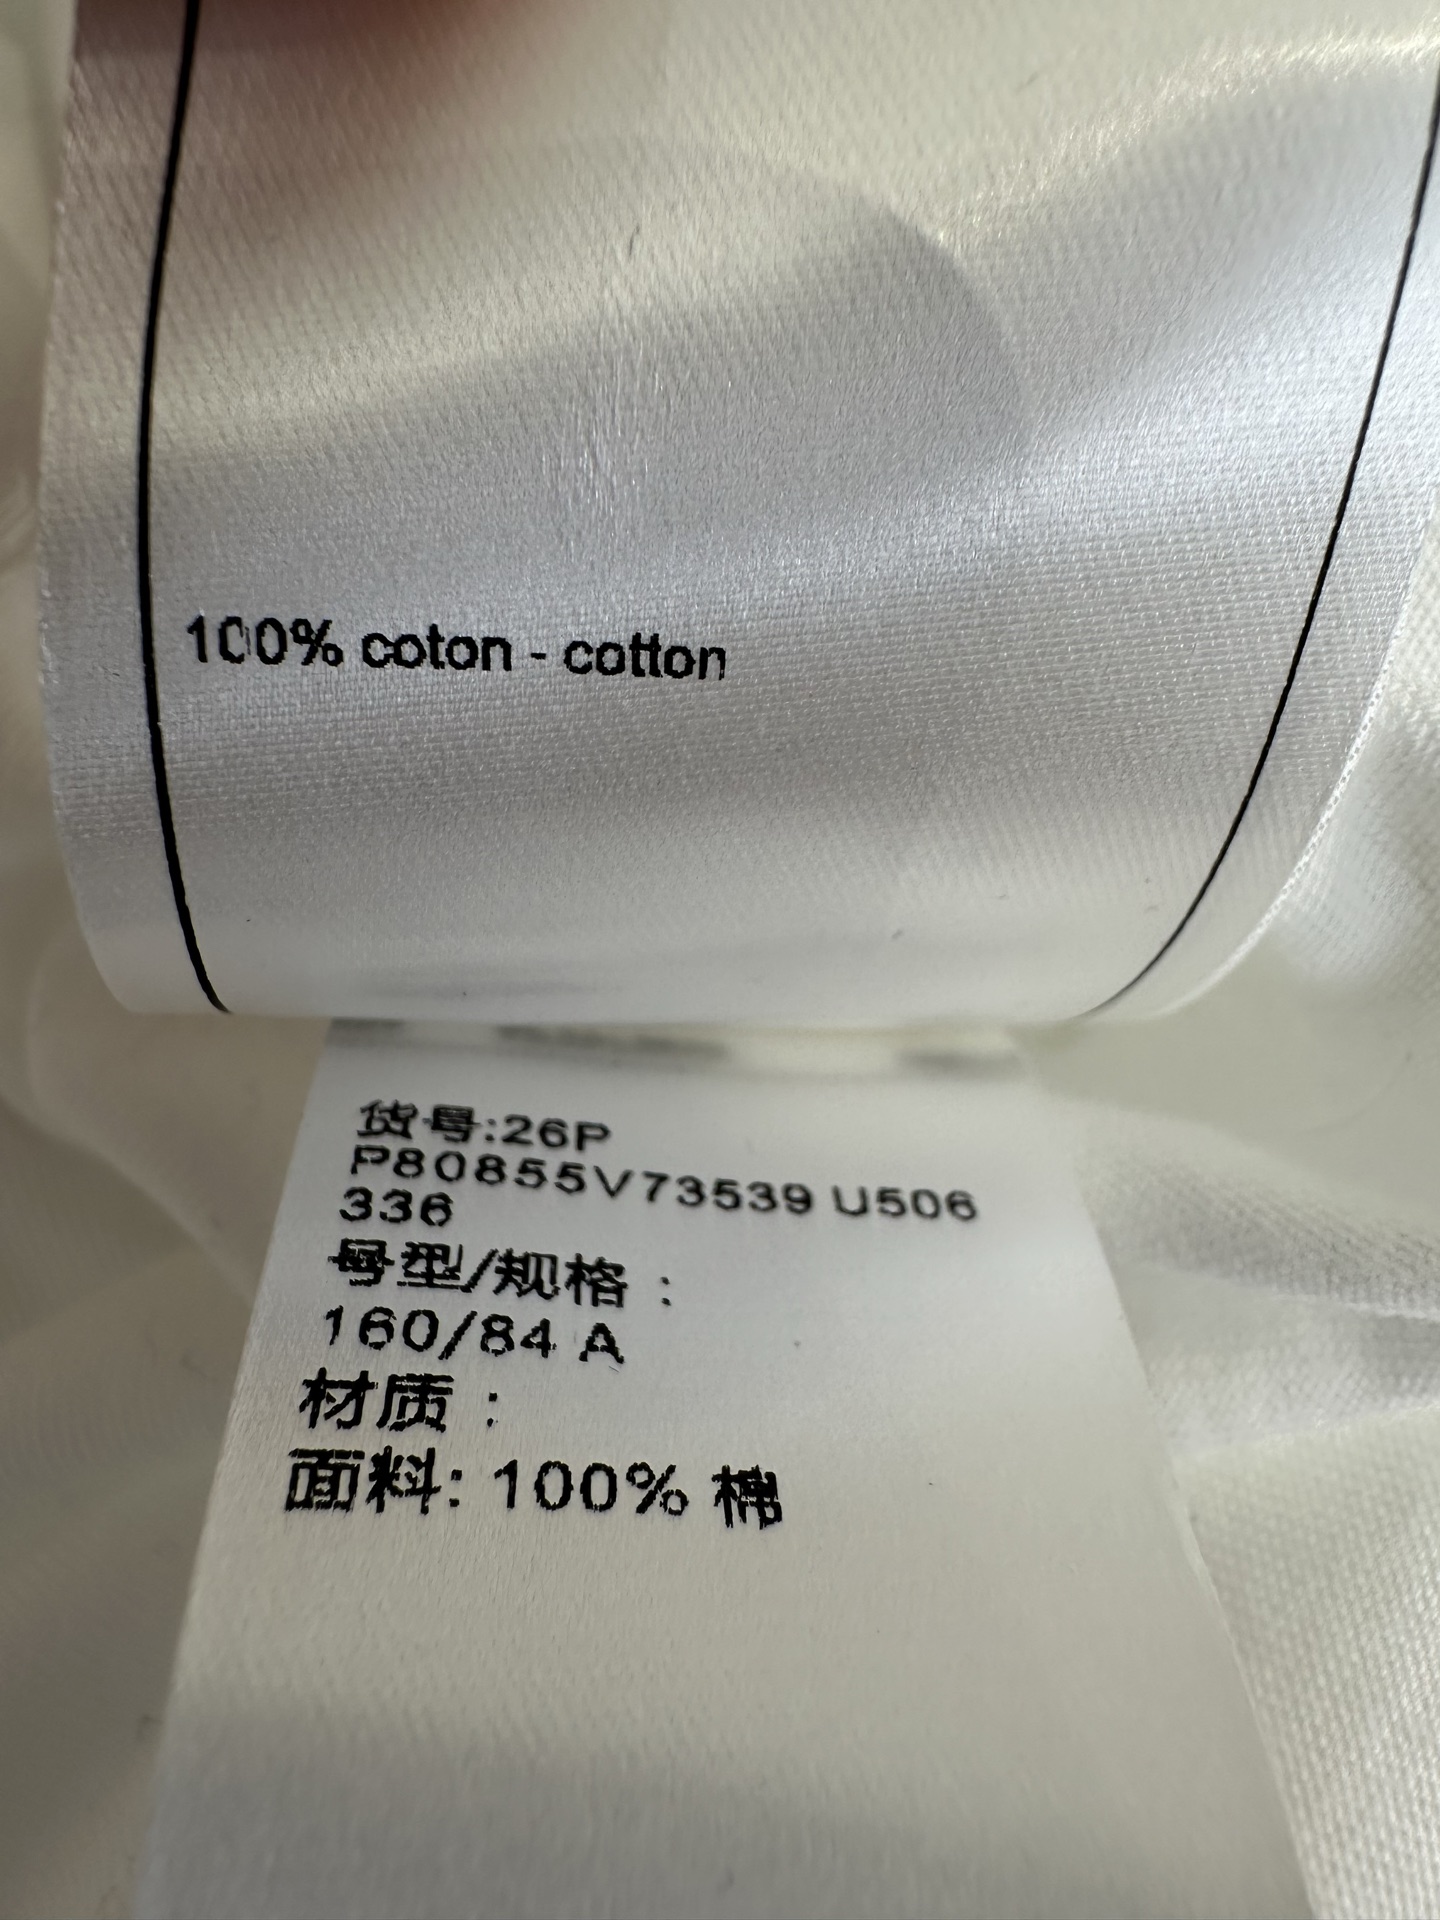 100% coton - cotton
货号:26P
P80855V73539 U506
336
号型/规格：
160/84 A
材质：
面料: 100% 棉